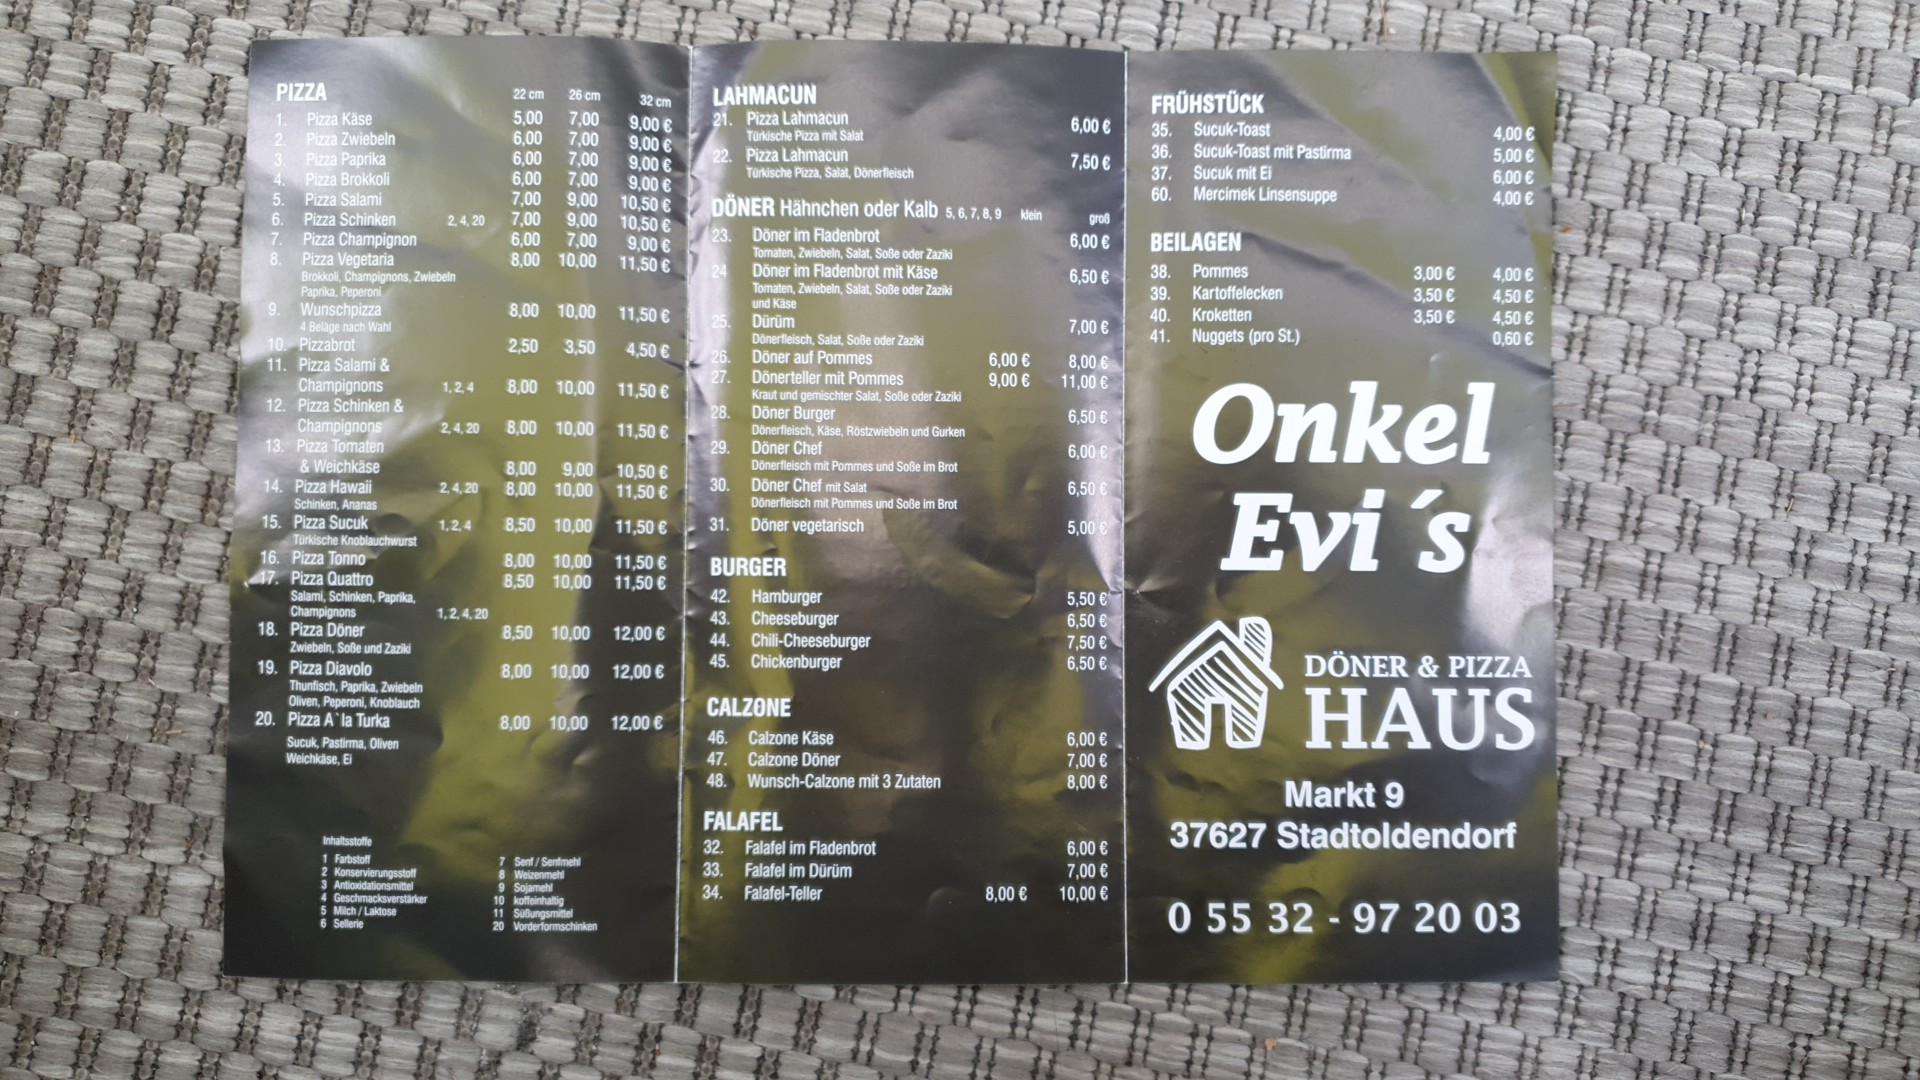 PIZZA 22 cm 26 cm 32 cm
1. Pizza Käse 5,00 7,00 9,00 €
2. Pizza Zwiebeln 6,00 7,00 9,00 €
3. Pizza Paprika 6,00 7,00 9,00 €
4. Pizza Brokkoli 6,00 7,00 9,00 €
5. Pizza Salami 7,00 9,00 10,50 €
6. Pizza Schinken 2, 4, 20 7,00 9,00 10,50 €
7. Pizza Champignon 6,00 7,00 9,00 €
8. Pizza Vegetaria 8,00 10,00 11,50 €
Brokkoli, Champignons, Zwiebeln
Paprika, Peperoni
9. Wunschpizza 8,00 10,00 11,50 €
4 Beläge nach Wahl
10. Pizzabrot 2,50 3,50 4,50 €
11. Pizza Salami &
Champignons 1, 2, 4 8,00 10,00 11,50 €
12. Pizza Schinken &
Champignons 2, 4, 20 8,00 10,00 11,50 €
13. Pizza Tomaten
& Weichkäse 8,00 9,00 10,50 €
14. Pizza Hawaii 2, 4, 20 8,00 10,00 11,50 €
Schinken, Ananas
15. Pizza Sucuk 1, 2, 4 8,50 10,00 11,50 €
Türkische Knoblauchwurst
16. Pizza Tonno 8,00 10,00 11,50 €
17. Pizza Quattro 8,50 10,00 11,50 €
Salami, Schinken, Paprika,
Champignons 1, 2, 4, 20
18. Pizza Döner 8,50 10,00 12,00 €
Zwiebeln, Soße und Zaziki
19. Pizza Diavolo 8,00 10,00 12,00 €
Thunfisch, Paprika, Zwiebeln
Oliven, Peperoni, Knoblauch
20. Pizza A`la Turka 8,00 10,00 12,00 €
Sucuk, Pastirma, Oliven
Weichkäse, Ei
Inhaltsstoffe
1 Farbstoff
2 Konservierungsstoff
3 Antioxidationsmittel
4 Geschmacksverstärker
5 Milch / Laktose
6 Sellerie
7 Senf / Senfmehl
8 Weizenmehl
9 Sojamehl
10 koffeinhaltig
11 Süßungsmittel
20 Vorderformschinken
LAHMACUN
21. Pizza Lahmacun 6,00 €
Türkische Pizza mit Salat
22. Pizza Lahmacun 7,50 €
Türkische Pizza, Salat, Dönerfleisch
DÖNER Hähnchen oder Kalb 5, 6, 7, 8, 9 klein groß
23. Döner im Fladenbrot 6,00 €
Tomaten, Zwiebeln, Salat, Soße oder Zaziki
24 Döner im Fladenbrot mit Käse 6,50 €
Tomaten, Zwiebeln, Salat, Soße oder Zaziki
und Käse
25. Dürüm 7,00 €
Dönerfleisch, Salat, Soße oder Zaziki
26. Döner auf Pommes 6,00 € 8,00 €
27. Dönerteller mit Pommes 9,00 € 11,00 €
Kraut und gemischter Salat, Soße oder Zaziki
28. Döner Burger 6,50 €
Dönerfleisch, Käse, Röstzwiebeln und Gurken
29. Döner Chef 6,00 €
Dönerfleisch mit Pommes und Soße im Brot
30. Döner Chef mit Salat 6,50 €
Dönerfleisch mit Pommes und Soße im Brot
31. Döner vegetarisch 5,00 €
BURGER
42. Hamburger 5,50 €
43. Cheeseburger 6,50 €
44. Chili-Cheeseburger 7,50 €
45. Chickenburger 6,50 €
CALZONE
46. Calzone Käse 6,00 €
47. Calzone Döner 7,00 €
48. Wunsch-Calzone mit 3 Zutaten 8,00 €
FALAFEL
32. Falafel im Fladenbrot 6,00 €
33. Falafel im Dürüm 7,00 €
34. Falafel-Teller 8,00 € 10,00 €
FRÜHSTÜCK
35. Sucuk-Toast 4,00 €
36. Sucuk-Toast mit Pastirma 5,00 €
37. Sucuk mit Ei 6,00 €
60. Mercimek Linsensuppe 4,00 €
BEILAGEN
38. Pommes 3,00 € 4,00 €
39. Kartoffelecken 3,50 € 4,50 €
40. Kroketten 3,50 € 4,50 €
41. Nuggets (pro St.) 0,60 €
Onkel
Evi´s
DÖNER & PIZZA
HAUS
Markt 9
37627 Stadtoldendorf
0 55 32 - 97 20 03